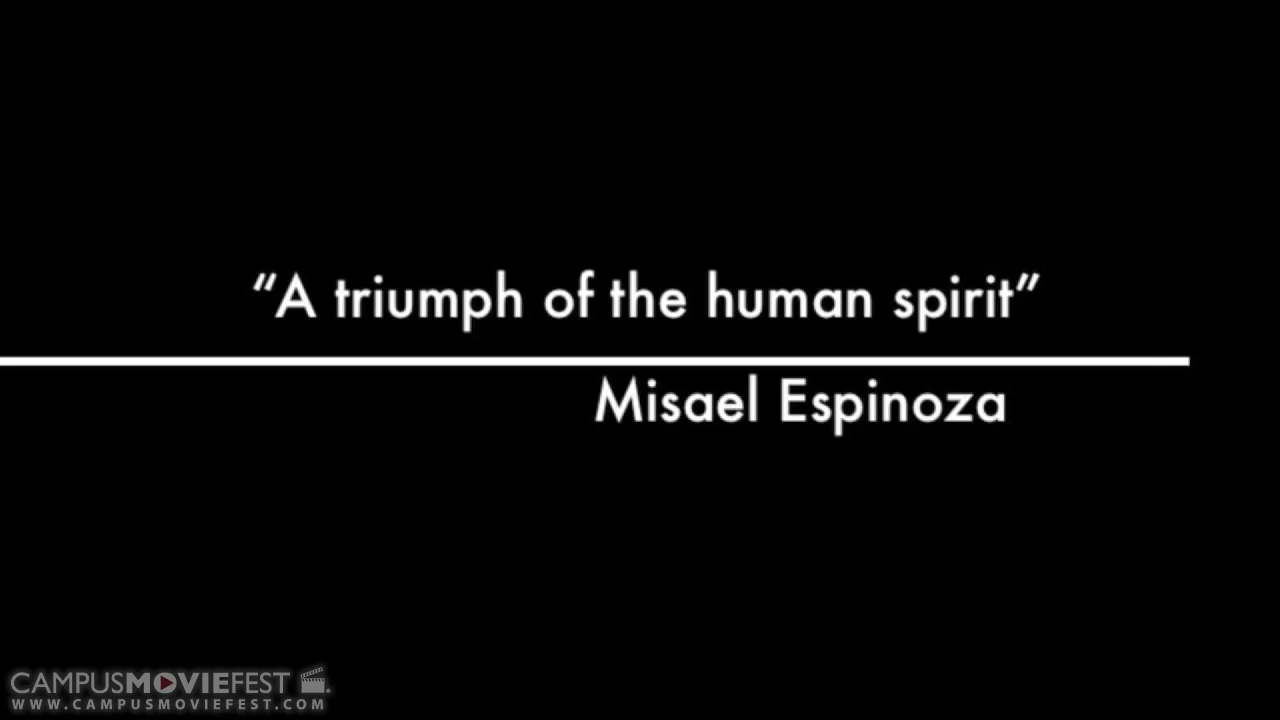 “A triumph of the human spirit”
Misael Espinoza
CAMPUSMOVIEFEST
WWW.CAMPUSMOVIEFEST.COM